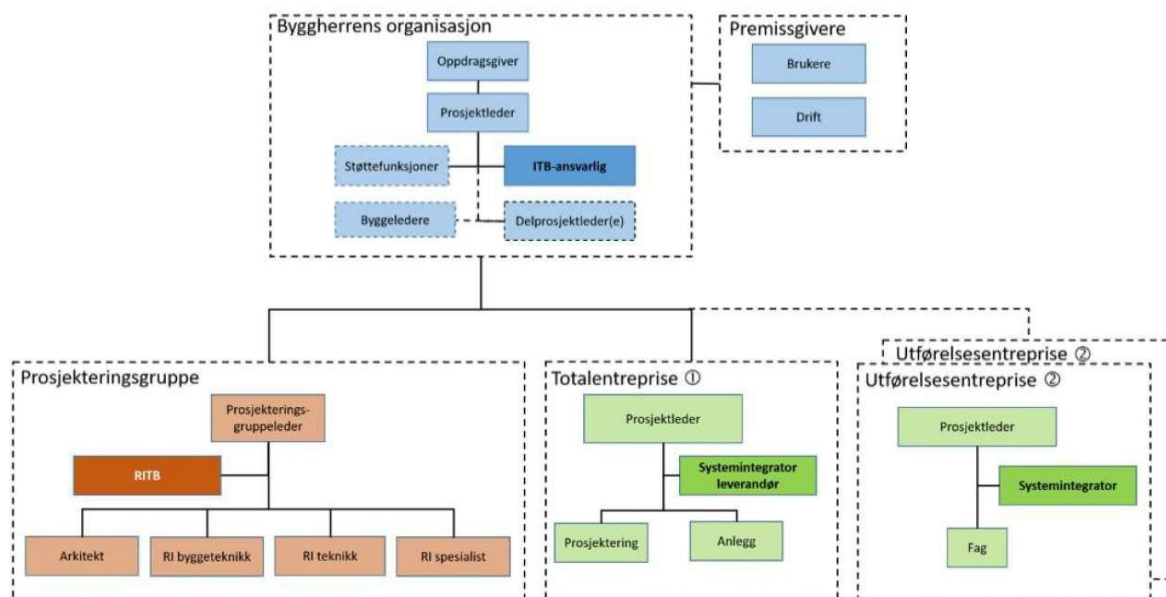 Byggherrens organisasjon
Oppdragsgiver
Prosjektleder
Støttefunksjoner
ITB-ansvarlig
Byggeledere
Delprosjektleder(e)
Premissgivere
Brukere
Drift
Prosjekteringsgruppe
Prosjekterings-
gruppeleder
RITB
Arkitekt
RI byggeteknikk
RI teknikk
RI spesialist
Totalentreprise ①
Prosjektleder
Systemintegrator
leverandør
Prosjektering
Anlegg
Utførelsesentreprise ②
Utførelsesentreprise ②
Prosjektleder
Systemintegrator
Fag